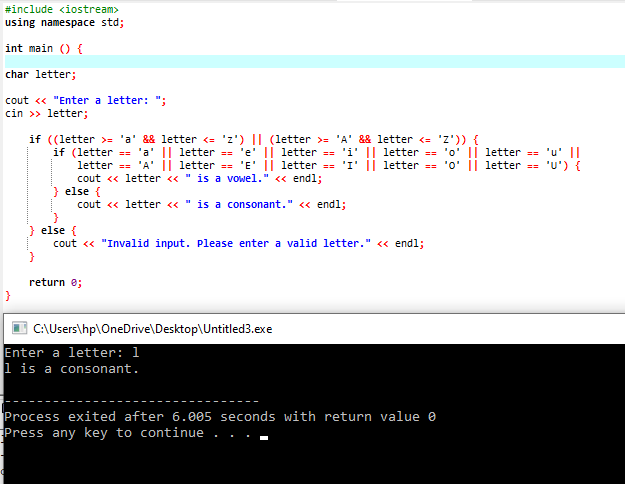 #include <iostream>
using namespace std;
int main () {
char letter;
cout << "Enter a letter: ";
cin >> letter;
if ((letter >= 'a' && letter <= 'z') || (letter >= 'A' && letter <= 'Z')) {
if (letter == 'a' || letter == 'e' || letter == 'i' || letter == 'o' || letter == 'u' ||
letter == 'A' || letter == 'E' || letter == 'I' || letter == 'O' || letter == 'U') {
cout << letter << " is a vowel." << endl;
} else {
cout << letter << " is a consonant." << endl;
}
} else {
cout << "Invalid input. Please enter a valid letter." << endl;
}
return 0;
}
C:\Users\hp\OneDrive\Desktop\Untitled3.exe
Enter a letter: l
l is a consonant.
--------------------------------
Process exited after 6.005 seconds with return value 0
Press any key to continue . . .